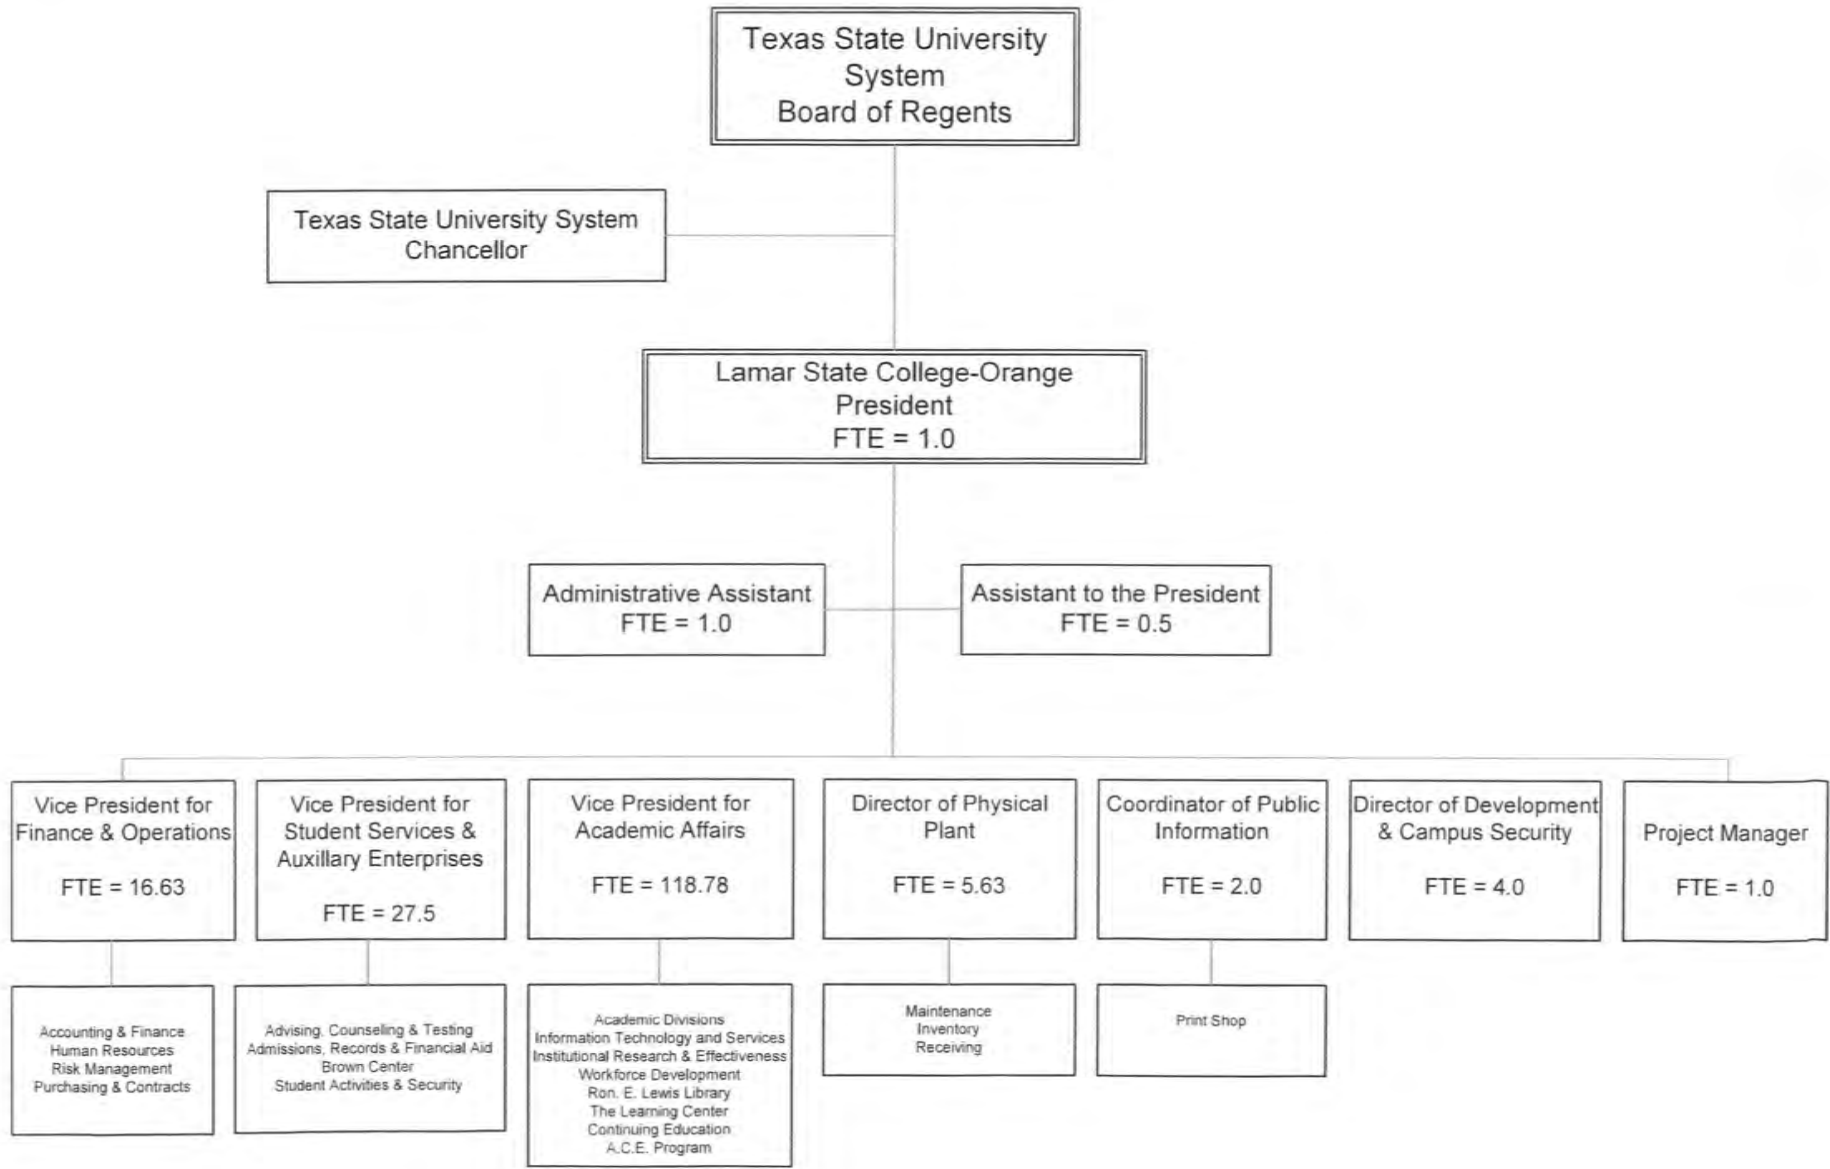 Texas State University
System
Board of Regents
Texas State University System
Chancellor
Lamar State College-Orange
President
FTE = 1.0
Administrative Assistant
FTE = 1.0
Assistant to the President
FTE = 0.5
Vice President for
Finance & Operations
FTE = 16.63
Vice President for
Student Services &
Auxillary Enterprises
FTE = 27.5
Vice President for
Academic Affairs
FTE = 118.78
Director of Physical
Plant
FTE = 5.63
Coordinator of Public
Information
FTE = 2.0
Director of Development
& Campus Security
FTE = 4.0
Project Manager
FTE = 1.0
Accounting & Finance
Human Resources
Risk Management
Purchasing & Contracts
Advising, Counseling & Testing
Admissions, Records & Financial Aid
Brown Center
Student Activities & Security
Academic Divisions
Information Technology and Services
Institutional Research & Effectiveness
Workforce Development
Ron. E. Lewis Library
The Learning Center
Continuing Education
A.C.E. Program
Maintenance
Inventory
Receiving
Print Shop